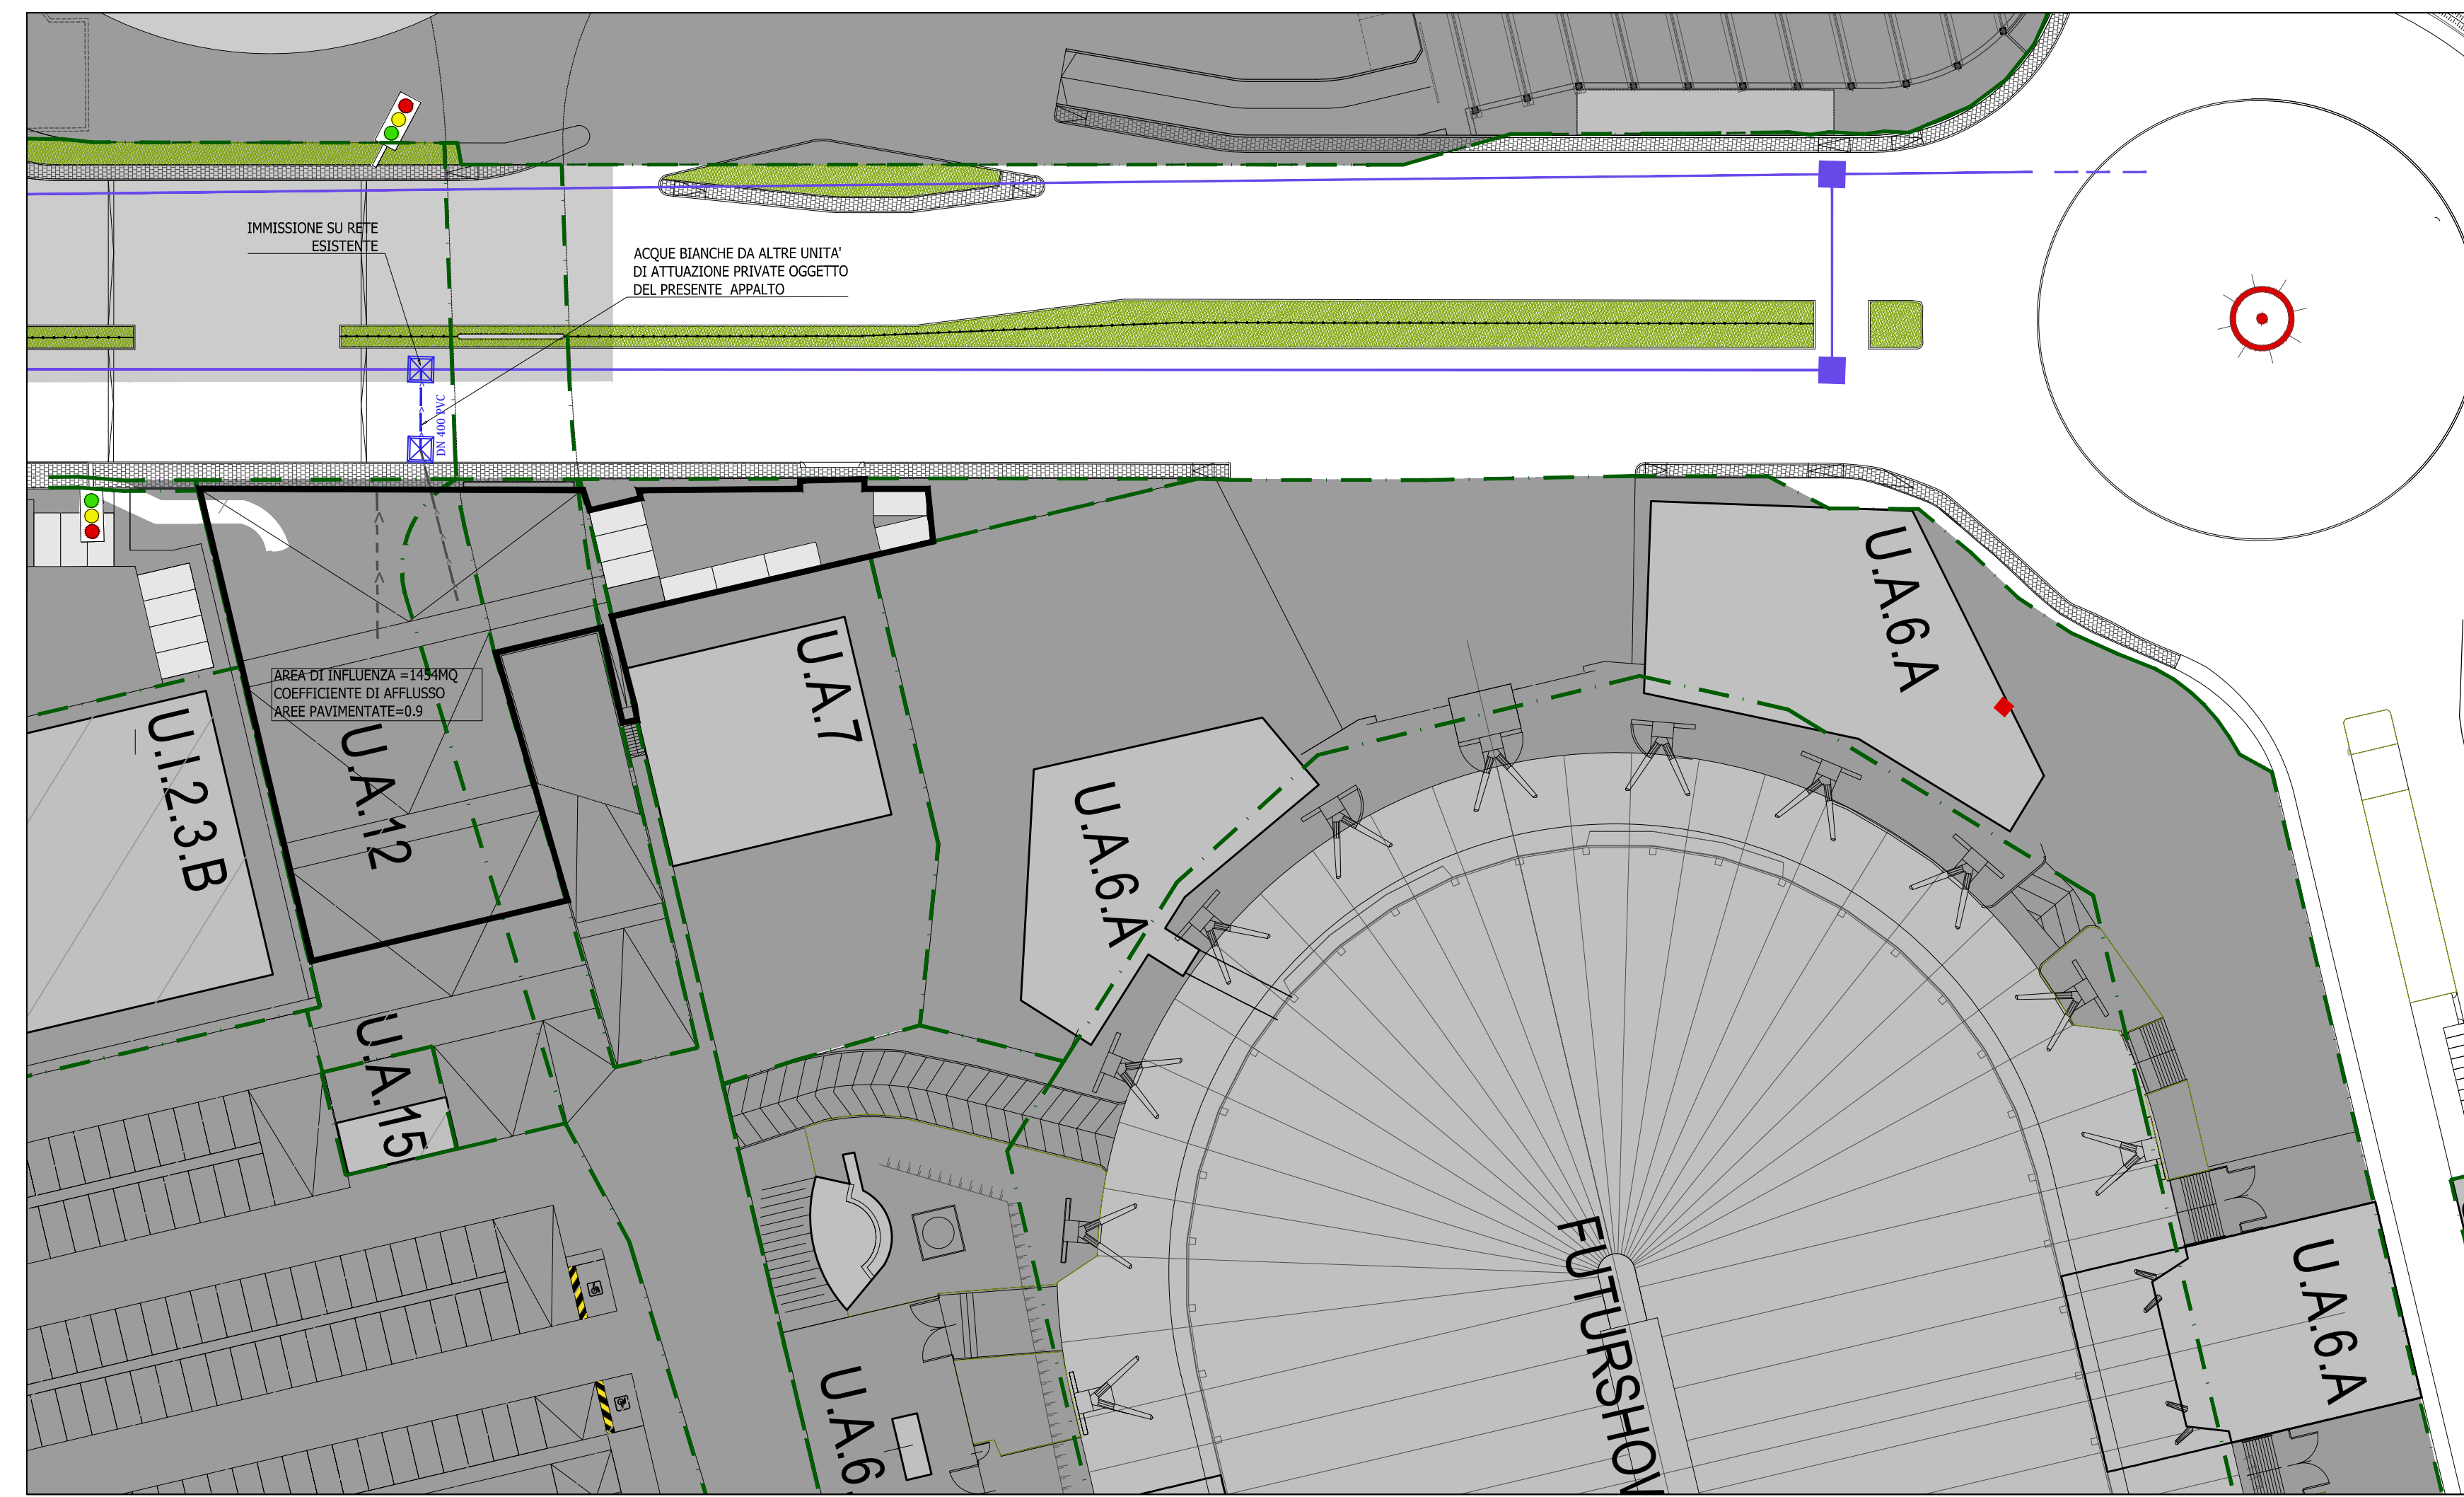 IMMISSIONE SU RETE
ESISTENTE
ACQUE BIANCHE DA ALTRE UNITA'
DI ATTUAZIONE PRIVATE OGGETTO
DEL PRESENTE APPALTO
DN 400 PVC
U.A.6.A
U.A.7
AREA DI INFLUENZA =1454MQ
COEFFICIENTE DI AFFLUSSO
AREE PAVIMENTATE=0.9
U.I.2.3.B
U.A.12
U.A.6.A
U.A.15
FUTURSHOW
U.A.6.A
U.A.6.